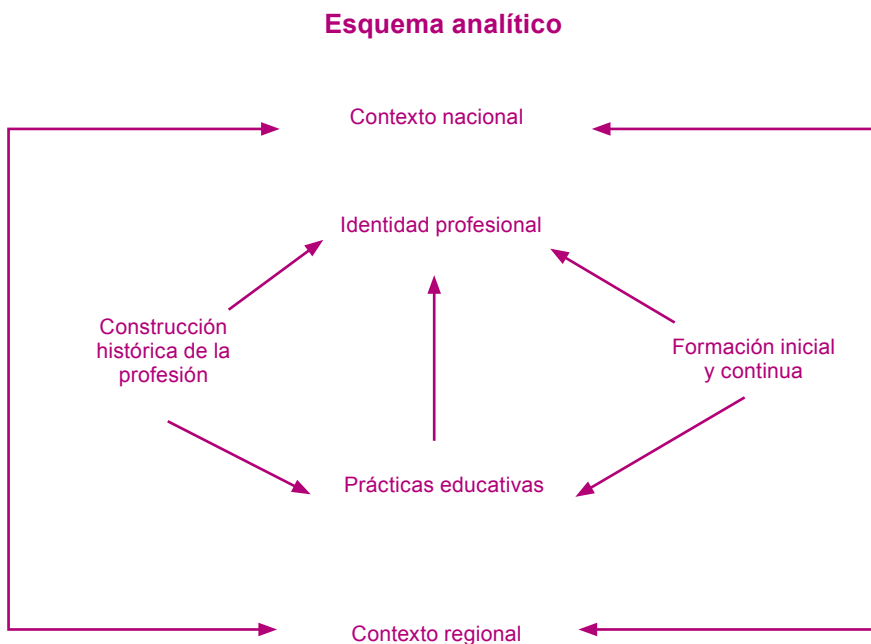 Esquema analítico
Contexto nacional
Identidad profesional
Construcción
histórica de la
profesión
Formación inicial
y continua
Prácticas educativas
Contexto regional